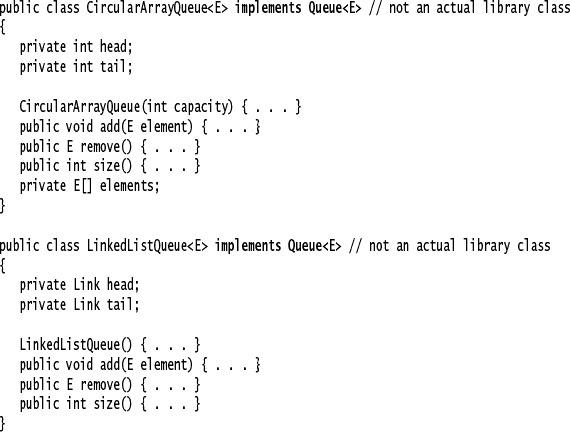 public class CircularArrayQueue<E> implements Queue<E> // not an actual library class
{
private int head;
private int tail;
CircularArrayQueue(int capacity) { . . . }
public void add(E element) { . . . }
public E remove() { . . . }
public int size() { . . . }
private E[] elements;
}
public class LinkedListQueue<E> implements Queue<E> // not an actual library class
{
private Link head;
private Link tail;
LinkedListQueue() { . . . }
public void add(E element) { . . . }
public E remove() { . . . }
public int size() { . . . }
}